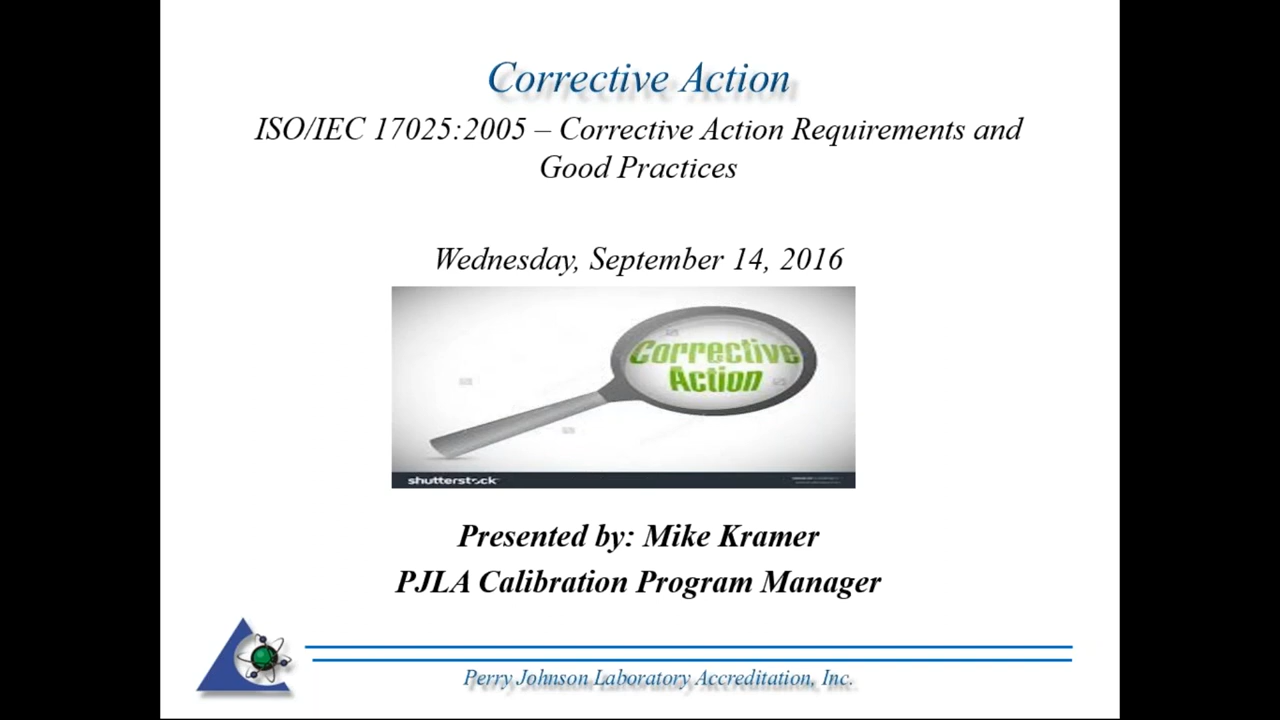 Corrective Action
ISO/IEC 17025:2005 – Corrective Action Requirements and
Good Practices
Wednesday, September 14, 2016
Corrective
Action
shutterstock
Presented by: Mike Kramer
PJLA Calibration Program Manager
Perry Johnson Laboratory Accreditation, Inc.